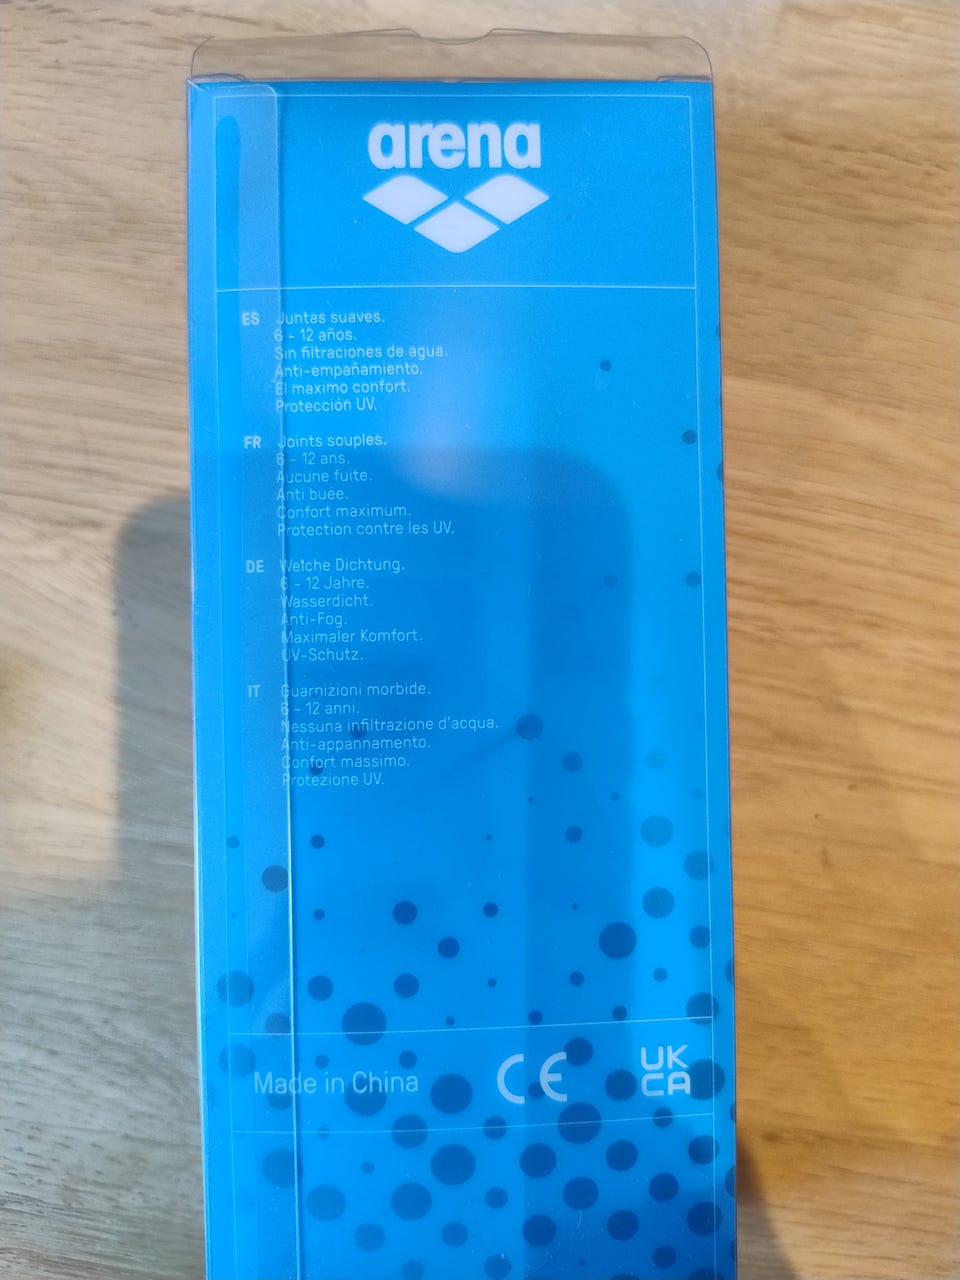 arena
ES Juntas suaves.
6 - 12 años.
Sin filtraciones de agua.
Anti-empañamiento.
El maximo confort.
Protección UV.
FR Joints souples.
6 - 12 ans.
Aucune fuite.
Anti buée.
Confort maximum.
Protection contre les UV.
DE Weiche Dichtung.
6 - 12 Jahre.
Wasserdicht.
Anti-Fog.
Maximaler Komfort.
UV-Schutz.
IT Guarnizioni morbide.
6 - 12 anni.
Nessuna infiltrazione d'acqua.
Anti-appannamento.
Confort massimo.
Protezione UV.
Made in China CE UK
CA